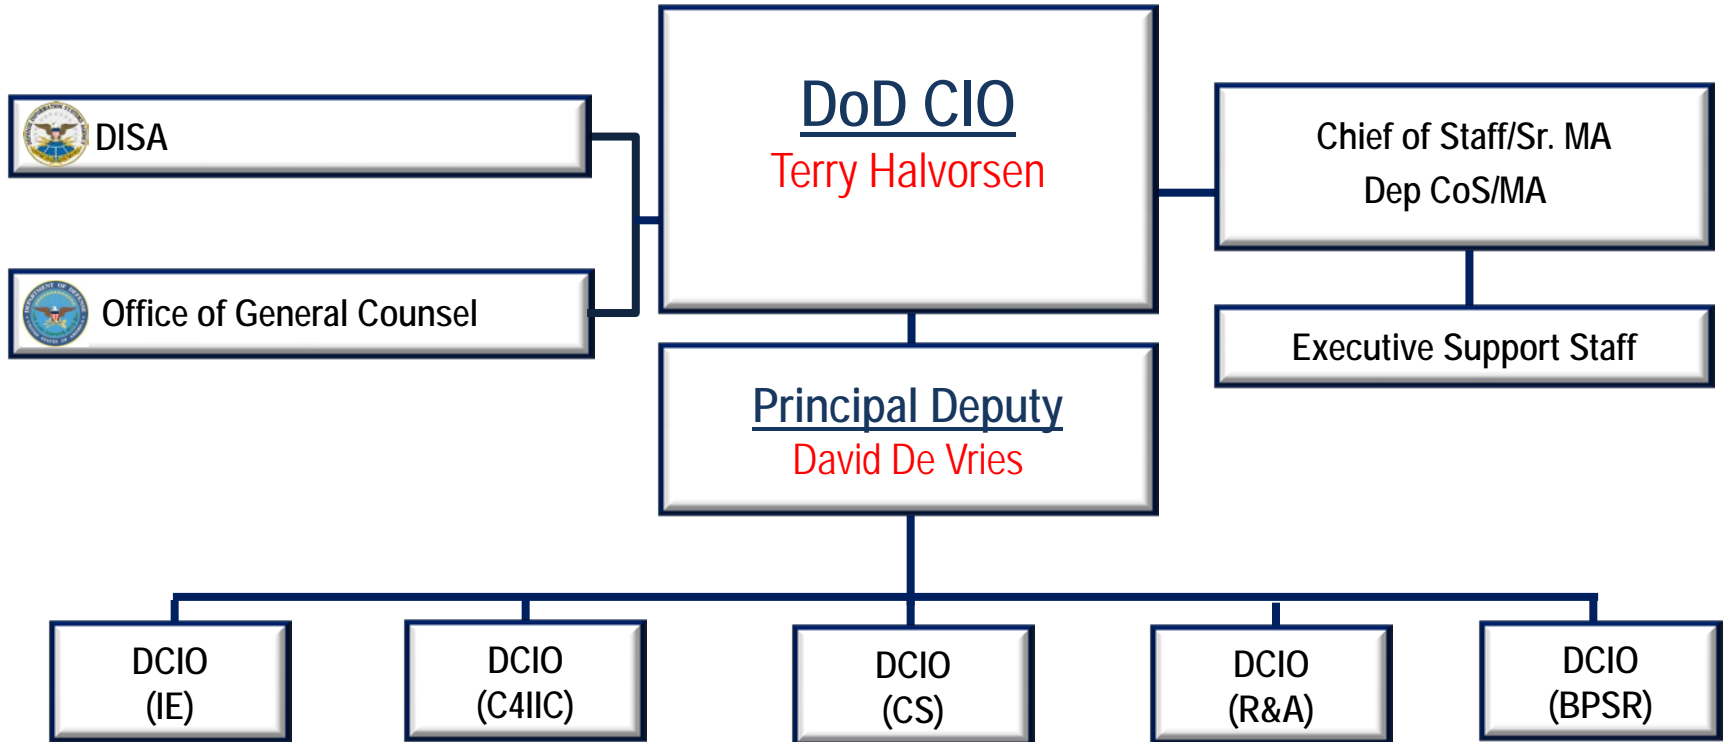 DoD CIO
Terry Halvorsen
DISA
Office of General Counsel
Chief of Staff/Sr. MA
Dep CoS/MA
Executive Support Staff
Principal Deputy
David De Vries
DCIO
(IE)
DCIO
(C4IIC)
DCIO
(CS)
DCIO
(R&A)
DCIO
(BPSR)